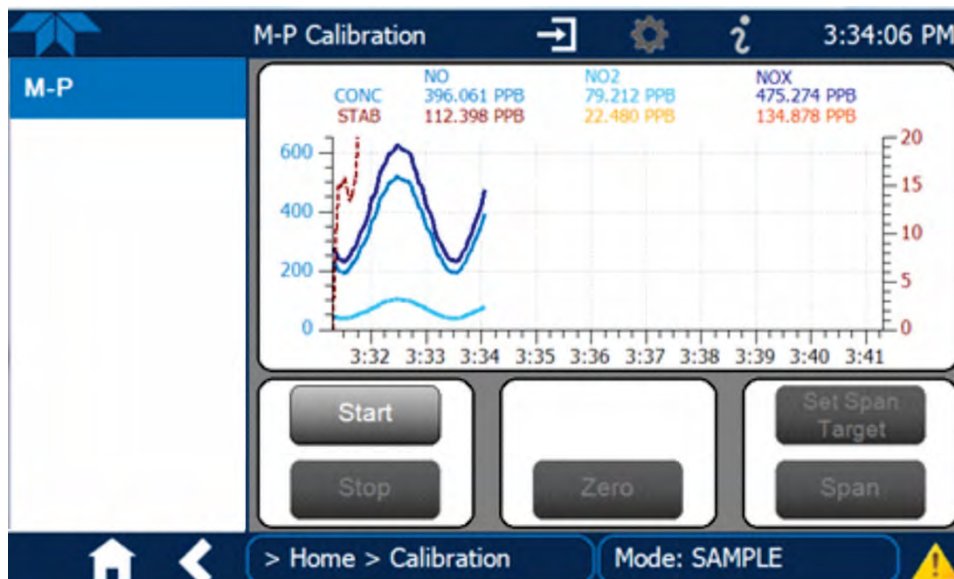 M-P Calibration 3:34:06 PM
M-P
NO NO2 NOX
CONC 396.061 PPB 79.212 PPB 475.274 PPB
STAB 112.398 PPB 22.480 PPB 134.878 PPB
600
400
200
0
20
15
10
5
0
3:32 3:33 3:34 3:35 3:36 3:37 3:38 3:39 3:40 3:41
Start
Stop
Zero
Set Span
Target
Span
> Home > Calibration
Mode: SAMPLE